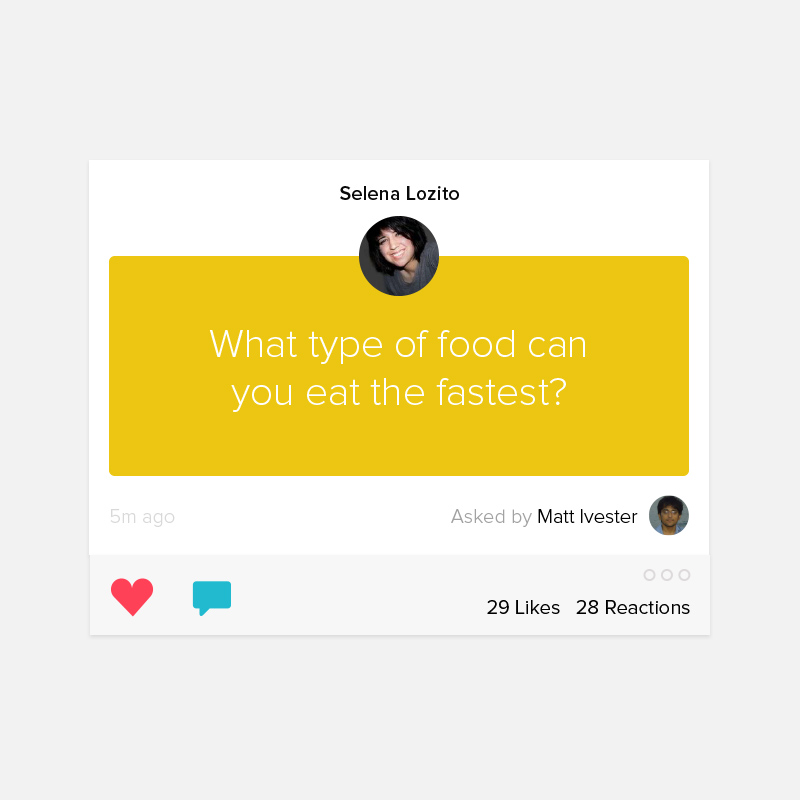 Selena Lozito
What type of food can
you eat the fastest?
5m ago
Asked by Matt Ivester
29 Likes 28 Reactions